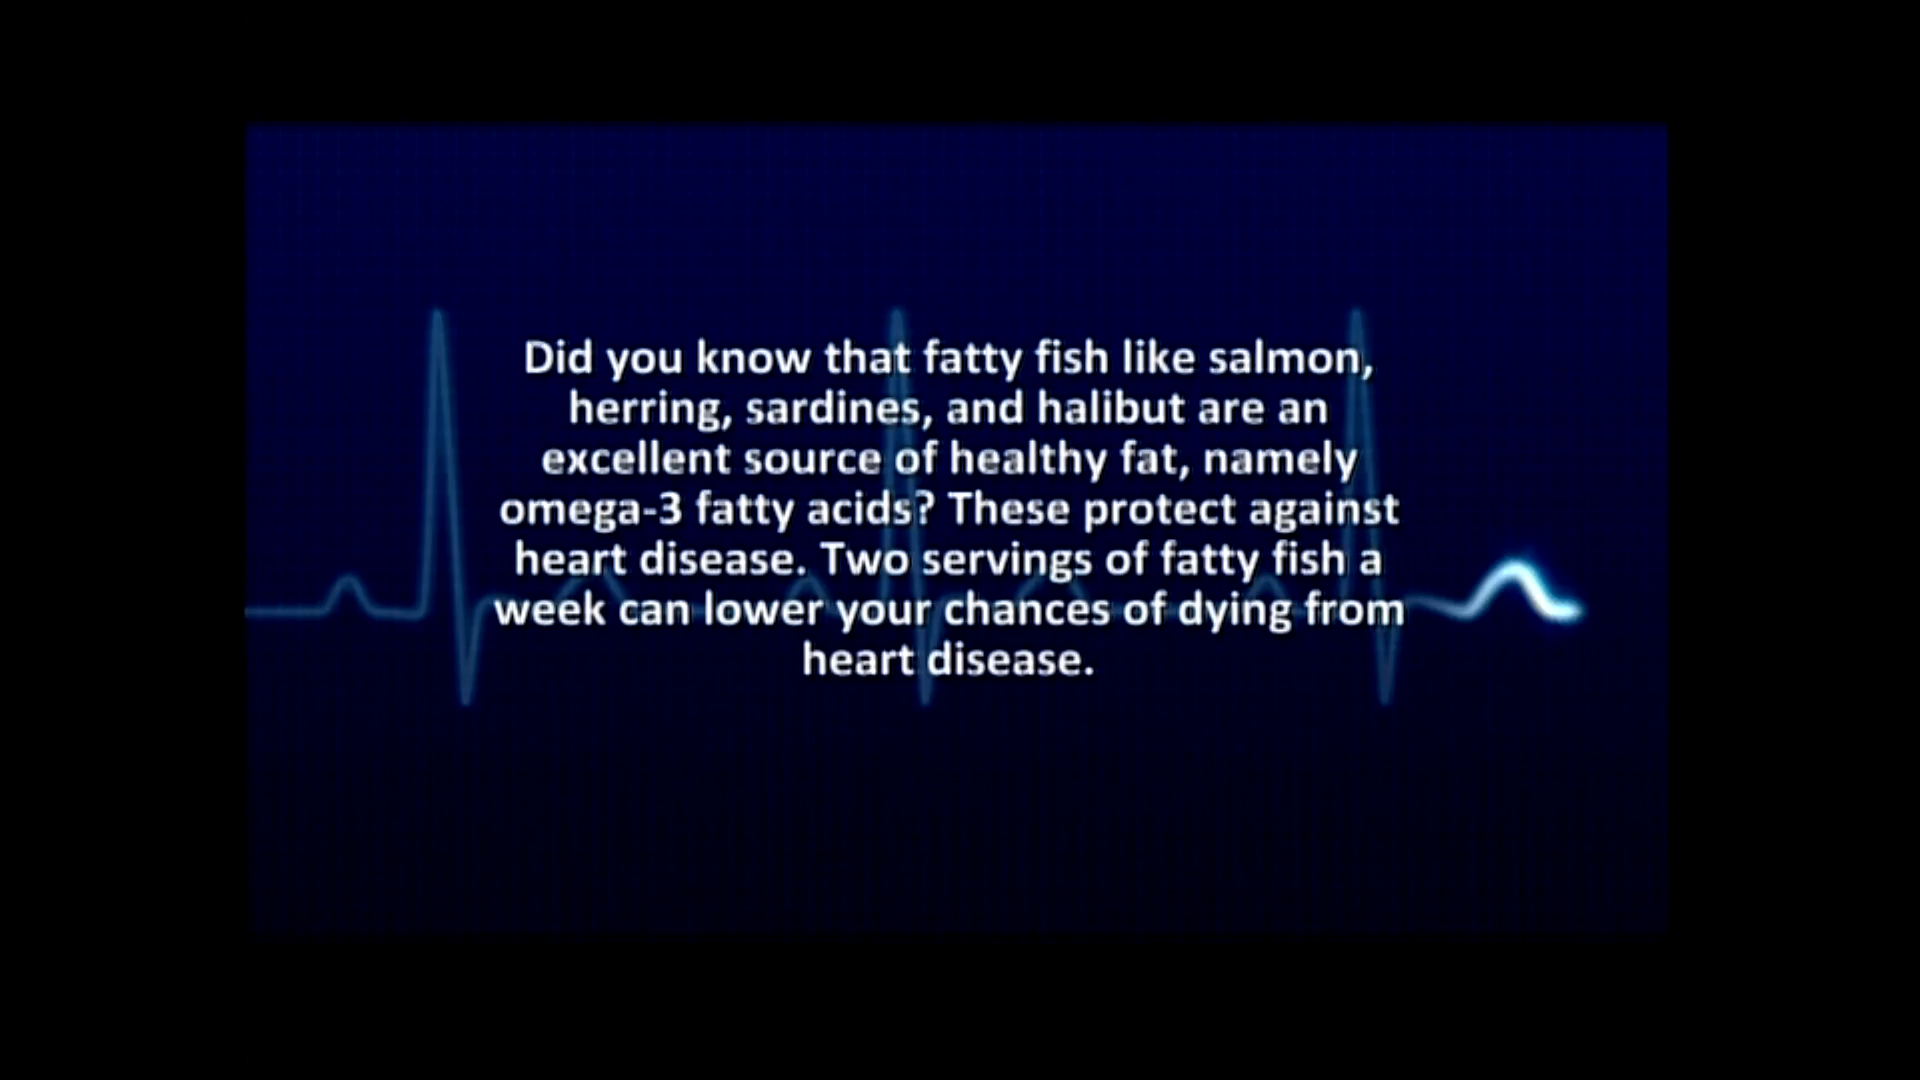 Did you know that fatty fish like salmon,
herring, sardines, and halibut are an
excellent source of healthy fat, namely
omega-3 fatty acids? These protect against
heart disease. Two servings of fatty fish a
week can lower your chances of dying from
heart disease.